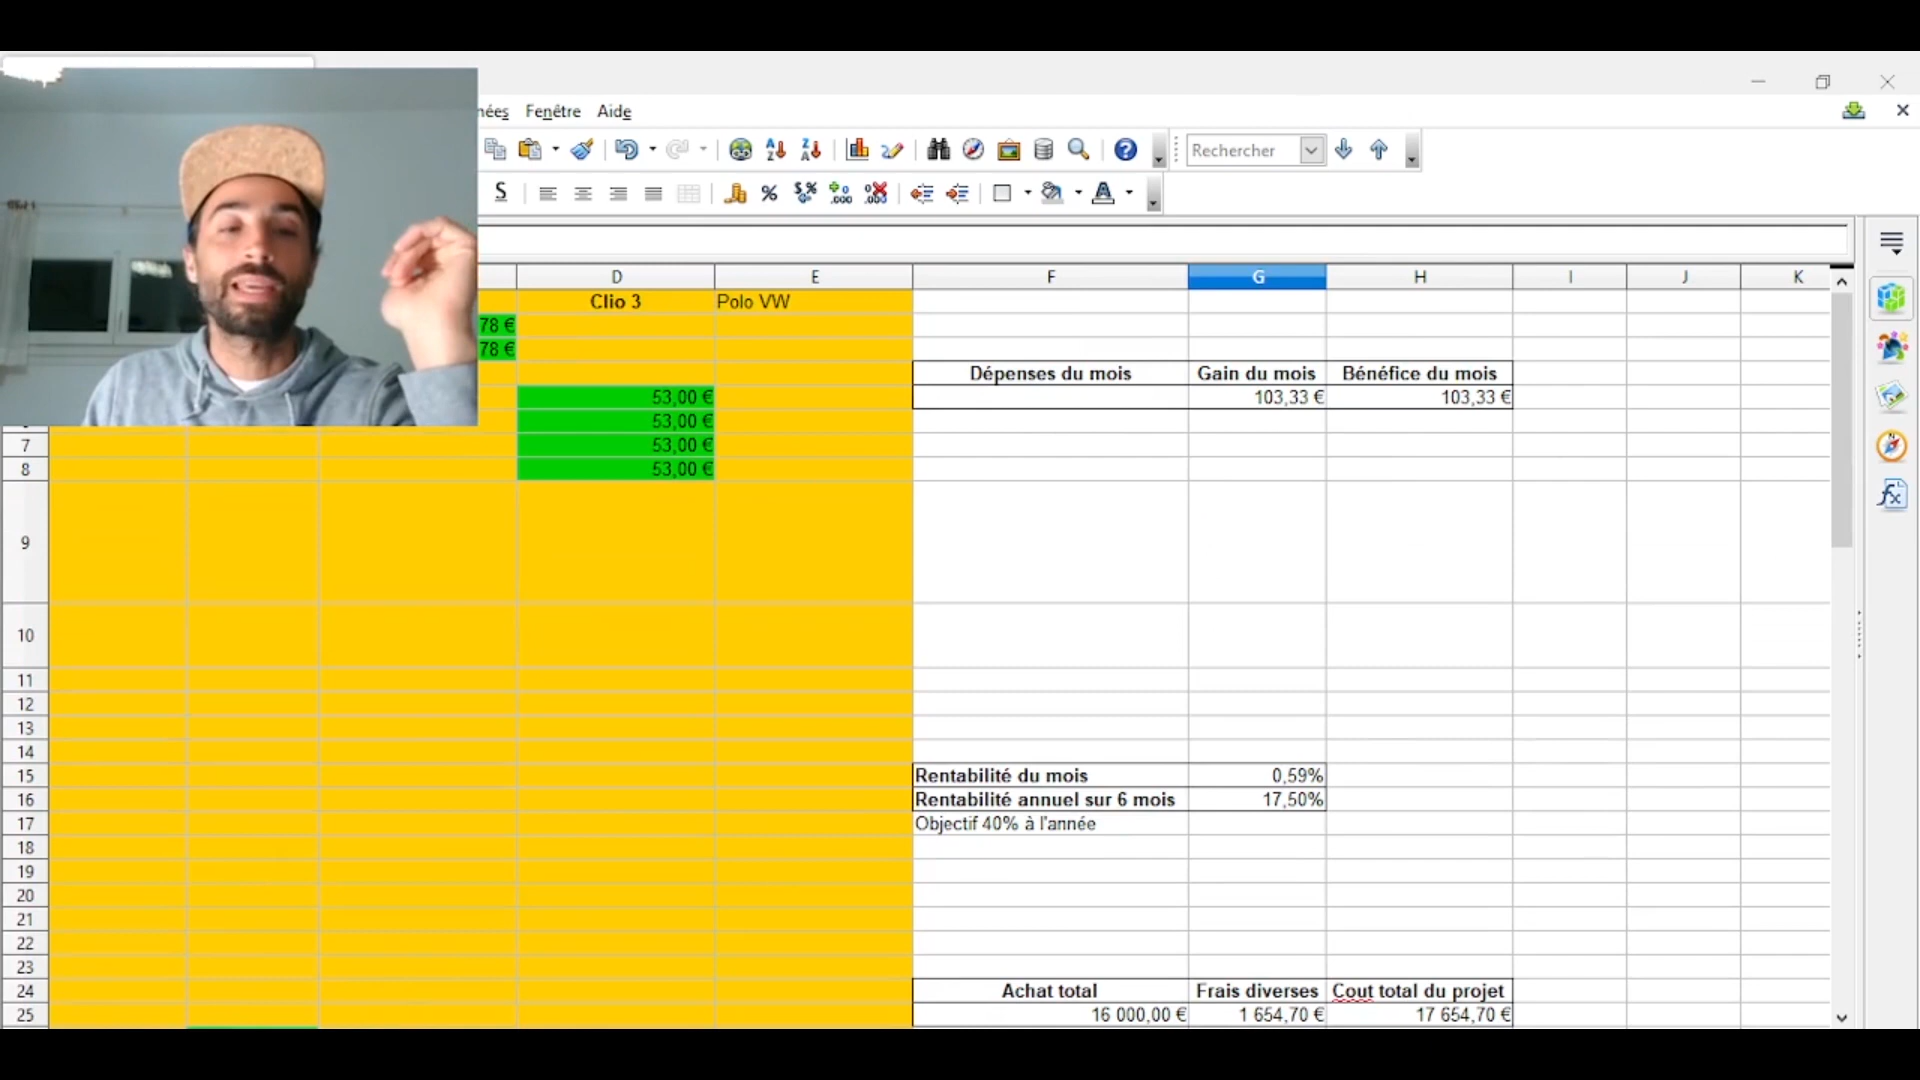 nées Fenêtre Aide
Rechercher
S
D E F G H I J K
Clio 3 Polo VW
78 €
78 €
Dépenses du mois Gain du mois Bénéfice du mois
53,00 € 103,33 € 103,33 €
53,00 €
7 53,00 €
8 53,00 €
9
10
11
12
13
14
15 Rentabilité du mois 0,59%
16 Rentabilité annuel sur 6 mois 17,50%
17 Objectif 40% à l'année
18
19
20
21
22
23
24 Achat total Frais diverses Cout total du projet
25 16 000,00 € 1 654,70 € 17 654,70 €